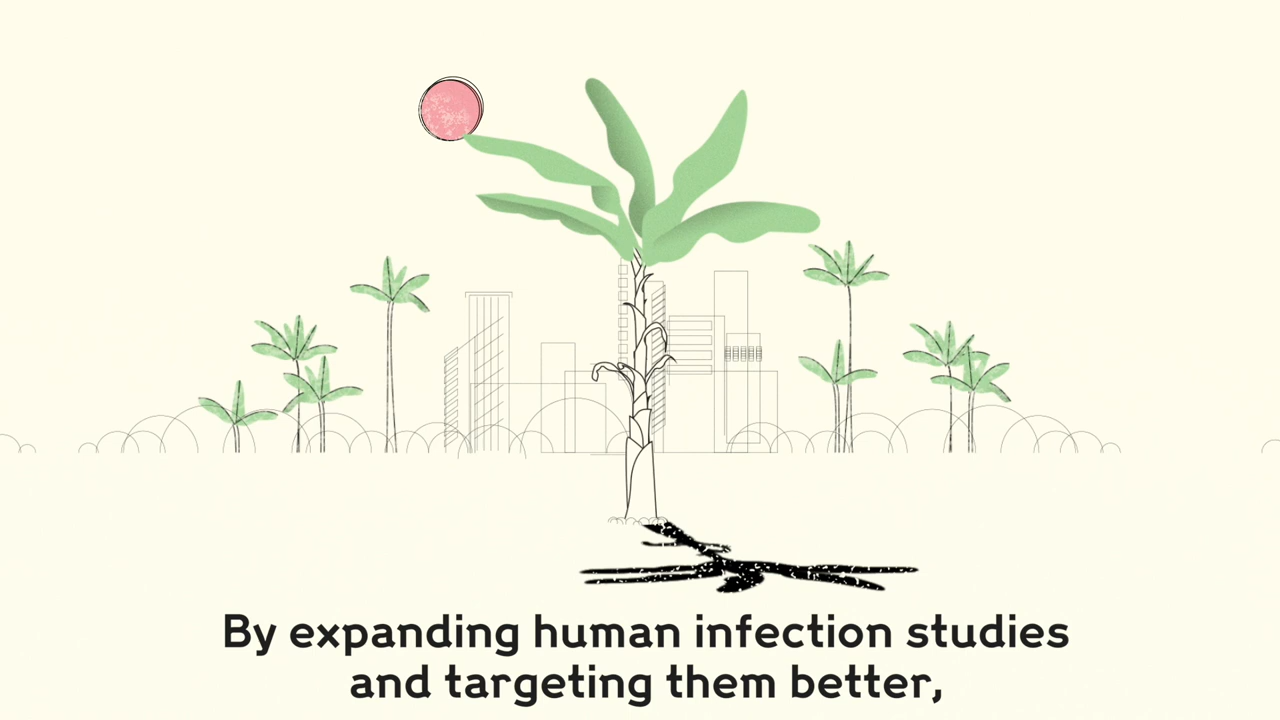 By expanding human infection studies
and targeting them better,